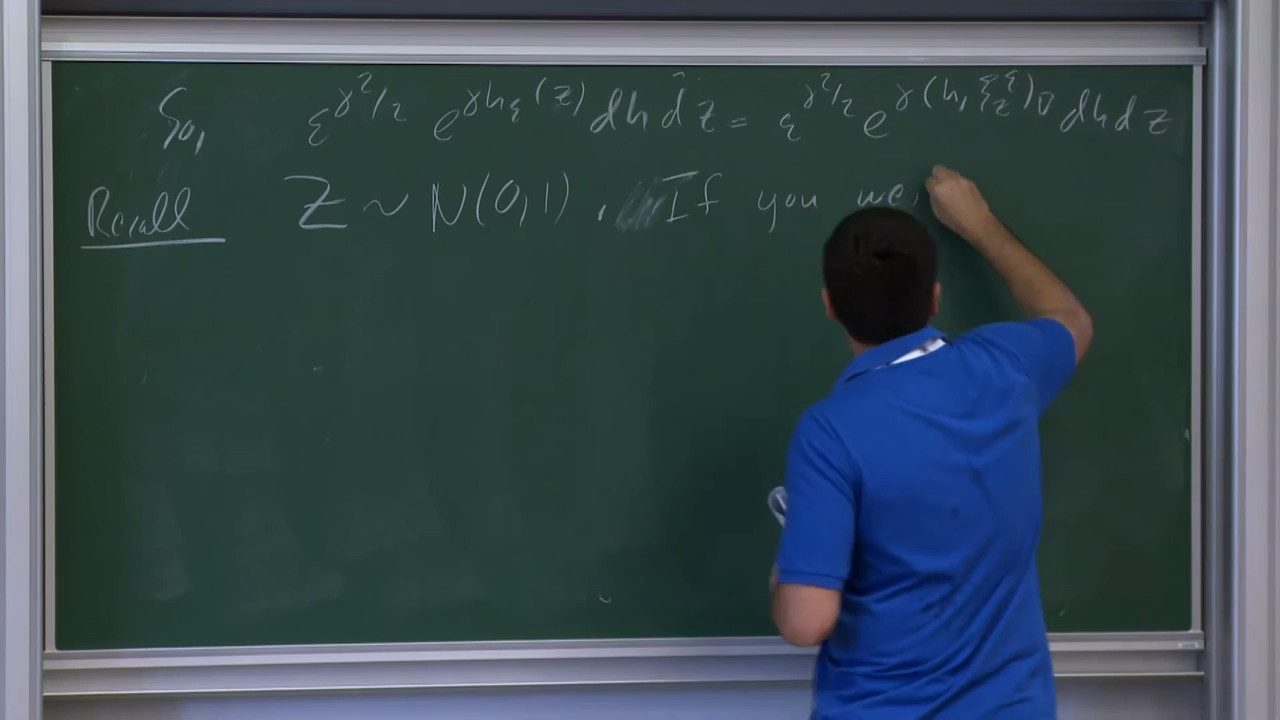 So, ε^{γ²/2} e^{γh_ε(z)} dh dz = ε^{γ²/2} e^{γ(h, ξ_z^ε)_∇} dh dz
Recall Z ~ N(0,1). If you we